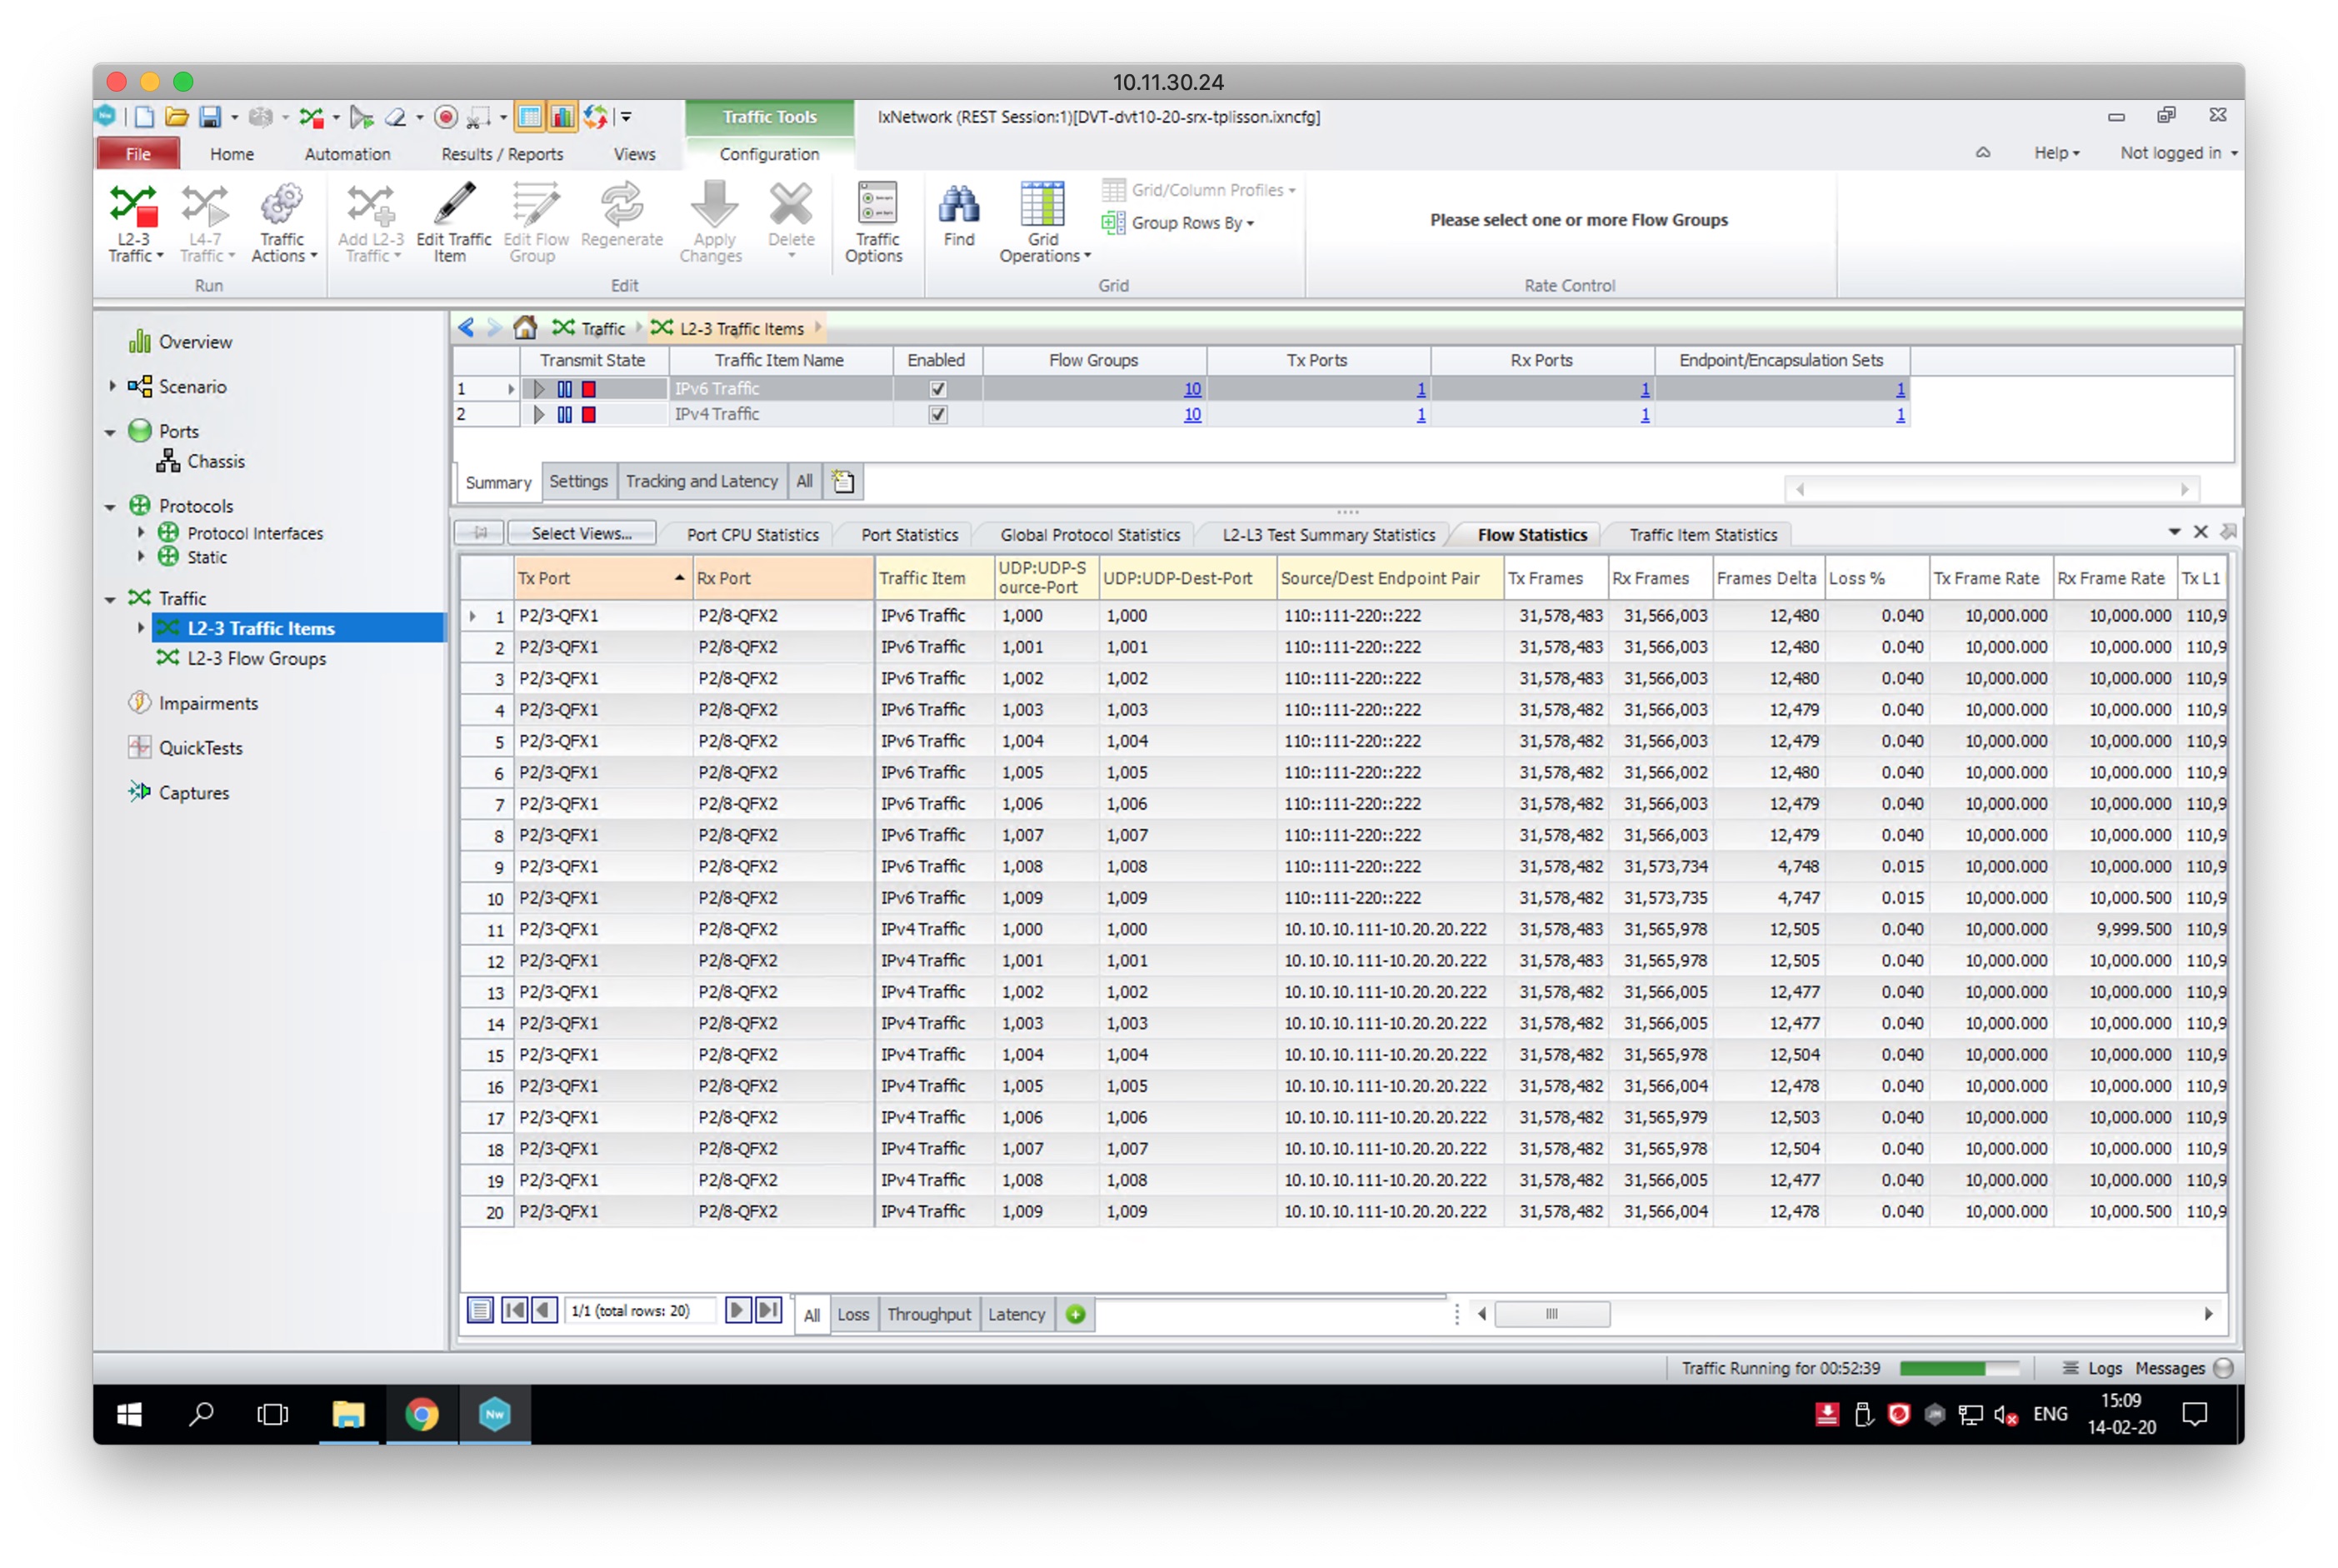 10.11.30.24
Traffic Tools
IxNetwork (REST Session:1)[DVT-dvt10-20-srx-tplisson.ixncfg]
File Home Automation Results / Reports Views Configuration Help Not logged in
L2-3 Traffic
L4-7 Traffic
Traffic Actions
Add L2-3 Traffic
Edit Traffic Item
Edit Flow Group
Regenerate
Apply Changes
Delete
Traffic Options
Find
Grid Operations
Grid/Column Profiles
Group Rows By
Please select one or more Flow Groups
Run Edit Grid Rate Control
Overview
Scenario
Ports
Chassis
Protocols
Protocol Interfaces
Static
Traffic
L2-3 Traffic Items
L2-3 Flow Groups
Impairments
QuickTests
Captures
Traffic L2-3 Traffic Items
Transmit State Traffic Item Name Enabled Flow Groups Tx Ports Rx Ports Endpoint/Encapsulation Sets
1 IPv6 Traffic 10 1 1 1
2 IPv4 Traffic 10 1 1 1
Summary Settings Tracking and Latency All
Select Views... Port CPU Statistics Port Statistics Global Protocol Statistics L2-L3 Test Summary Statistics Flow Statistics Traffic Item Statistics
Tx Port Rx Port Traffic Item UDP:UDP-Source-Port UDP:UDP-Dest-Port Source/Dest Endpoint Pair Tx Frames Rx Frames Frames Delta Loss % Tx Frame Rate Rx Frame Rate Tx L1
1 P2/3-QFX1 P2/8-QFX2 IPv6 Traffic 1,000 1,000 110::111-220::222 31,578,483 31,566,003 12,480 0.040 10,000.000 10,000.000 110,9
2 P2/3-QFX1 P2/8-QFX2 IPv6 Traffic 1,001 1,001 110::111-220::222 31,578,483 31,566,003 12,480 0.040 10,000.000 10,000.000 110,9
3 P2/3-QFX1 P2/8-QFX2 IPv6 Traffic 1,002 1,002 110::111-220::222 31,578,483 31,566,003 12,480 0.040 10,000.000 10,000.000 110,9
4 P2/3-QFX1 P2/8-QFX2 IPv6 Traffic 1,003 1,003 110::111-220::222 31,578,482 31,566,003 12,479 0.040 10,000.000 10,000.000 110,9
5 P2/3-QFX1 P2/8-QFX2 IPv6 Traffic 1,004 1,004 110::111-220::222 31,578,482 31,566,003 12,479 0.040 10,000.000 10,000.000 110,9
6 P2/3-QFX1 P2/8-QFX2 IPv6 Traffic 1,005 1,005 110::111-220::222 31,578,482 31,566,002 12,480 0.040 10,000.000 10,000.000 110,9
7 P2/3-QFX1 P2/8-QFX2 IPv6 Traffic 1,006 1,006 110::111-220::222 31,578,482 31,566,003 12,479 0.040 10,000.000 10,000.000 110,9
8 P2/3-QFX1 P2/8-QFX2 IPv6 Traffic 1,007 1,007 110::111-220::222 31,578,482 31,566,003 12,479 0.040 10,000.000 10,000.000 110,9
9 P2/3-QFX1 P2/8-QFX2 IPv6 Traffic 1,008 1,008 110::111-220::222 31,578,482 31,573,734 4,748 0.015 10,000.000 10,000.000 110,9
10 P2/3-QFX1 P2/8-QFX2 IPv6 Traffic 1,009 1,009 110::111-220::222 31,578,482 31,573,735 4,747 0.015 10,000.000 10,000.500 110,9
11 P2/3-QFX1 P2/8-QFX2 IPv4 Traffic 1,000 1,000 10.10.10.111-10.20.20.222 31,578,483 31,565,978 12,505 0.040 10,000.000 9,999.500 110,9
12 P2/3-QFX1 P2/8-QFX2 IPv4 Traffic 1,001 1,001 10.10.10.111-10.20.20.222 31,578,483 31,565,978 12,505 0.040 10,000.000 10,000.000 110,9
13 P2/3-QFX1 P2/8-QFX2 IPv4 Traffic 1,002 1,002 10.10.10.111-10.20.20.222 31,578,482 31,566,005 12,477 0.040 10,000.000 10,000.000 110,9
14 P2/3-QFX1 P2/8-QFX2 IPv4 Traffic 1,003 1,003 10.10.10.111-10.20.20.222 31,578,482 31,566,005 12,477 0.040 10,000.000 10,000.000 110,9
15 P2/3-QFX1 P2/8-QFX2 IPv4 Traffic 1,004 1,004 10.10.10.111-10.20.20.222 31,578,482 31,565,978 12,504 0.040 10,000.000 10,000.000 110,9
16 P2/3-QFX1 P2/8-QFX2 IPv4 Traffic 1,005 1,005 10.10.10.111-10.20.20.222 31,578,482 31,566,004 12,478 0.040 10,000.000 10,000.000 110,9
17 P2/3-QFX1 P2/8-QFX2 IPv4 Traffic 1,006 1,006 10.10.10.111-10.20.20.222 31,578,482 31,565,979 12,503 0.040 10,000.000 10,000.000 110,9
18 P2/3-QFX1 P2/8-QFX2 IPv4 Traffic 1,007 1,007 10.10.10.111-10.20.20.222 31,578,482 31,565,978 12,504 0.040 10,000.000 10,000.000 110,9
19 P2/3-QFX1 P2/8-QFX2 IPv4 Traffic 1,008 1,008 10.10.10.111-10.20.20.222 31,578,482 31,566,005 12,477 0.040 10,000.000 10,000.000 110,9
20 P2/3-QFX1 P2/8-QFX2 IPv4 Traffic 1,009 1,009 10.10.10.111-10.20.20.222 31,578,482 31,566,004 12,478 0.040 10,000.000 10,000.500 110,9
1/1 (total rows: 20) All Loss Throughput Latency
Traffic Running for 00:52:39 Logs Messages
Nw
ENG
15:09
14-02-20